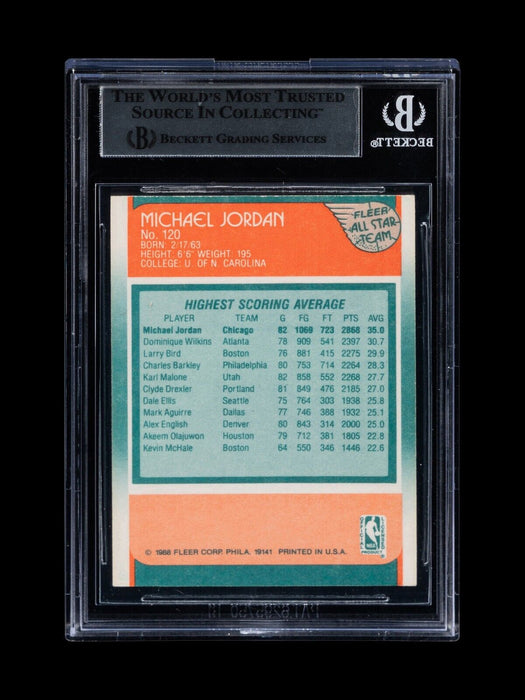 THE WORLD'S MOST TRUSTED
SOURCE IN COLLECTING™
B BECKETT GRADING SERVICES
B
BECKETT®
MICHAEL JORDAN
No. 120
BORN: 2/17/63
HEIGHT: 6'6" WEIGHT: 195
COLLEGE: U. OF N. CAROLINA
FLEER
ALL STAR
TEAM
HIGHEST SCORING AVERAGE
PLAYER TEAM G FG FT PTS AVG
Michael Jordan Chicago 82 1069 723 2868 35.0
Dominique Wilkins Atlanta 78 909 541 2397 30.7
Larry Bird Boston 76 881 415 2275 29.9
Charles Barkley Philadelphia 80 753 714 2264 28.3
Karl Malone Utah 82 858 552 2268 27.7
Clyde Drexler Portland 81 849 476 2185 27.0
Dale Ellis Seattle 75 764 303 1938 25.8
Mark Aguirre Dallas 77 746 388 1932 25.1
Alex English Denver 80 843 314 2000 25.0
Akeem Olajuwon Houston 79 712 381 1805 22.8
Kevin McHale Boston 64 550 346 1446 22.6
OFFICIAL
LICENSED
NBA
PRODUCT
© 1988 FLEER CORP. PHILA. 19141 PRINTED IN U.S.A.